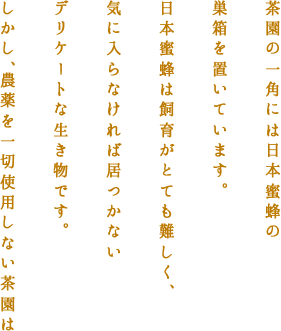 茶園の一角には日本蜜蜂の
巣箱を置いています。
日本蜜蜂は飼育がとても難しく、
気に入らなければ居つかない
デリケートな生き物です。
しかし、農薬を一切使用しない茶園は